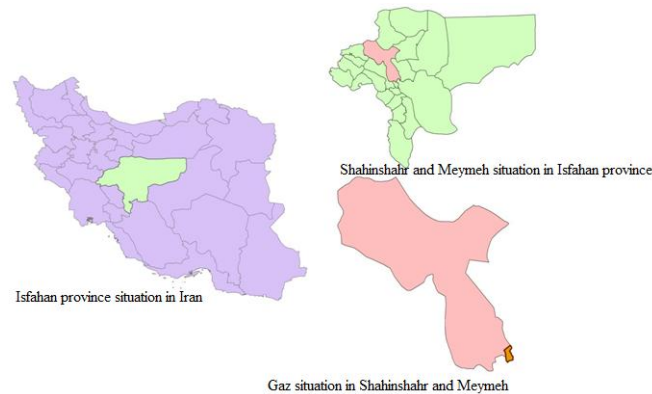 Shahinshahr and Meymeh situation in Isfahan province
Isfahan province situation in Iran
Gaz situation in Shahinshahr and Meymeh